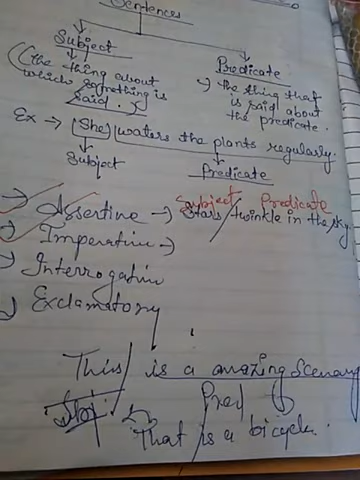 Sentences
Subject
Predicate
(the thing about
which something is
said.)
→ the thing that
is said about
the predicate.
Ex → (She) waters the plants regularly.
Subject
Predicate
Subject Predicate
→ Assertive → Stars / twinkle in the sky.
→ Imperative →
→ Interrogative
→ Exclamatory
This / is a amazing Scenary
Pred
That / is a bicycle.